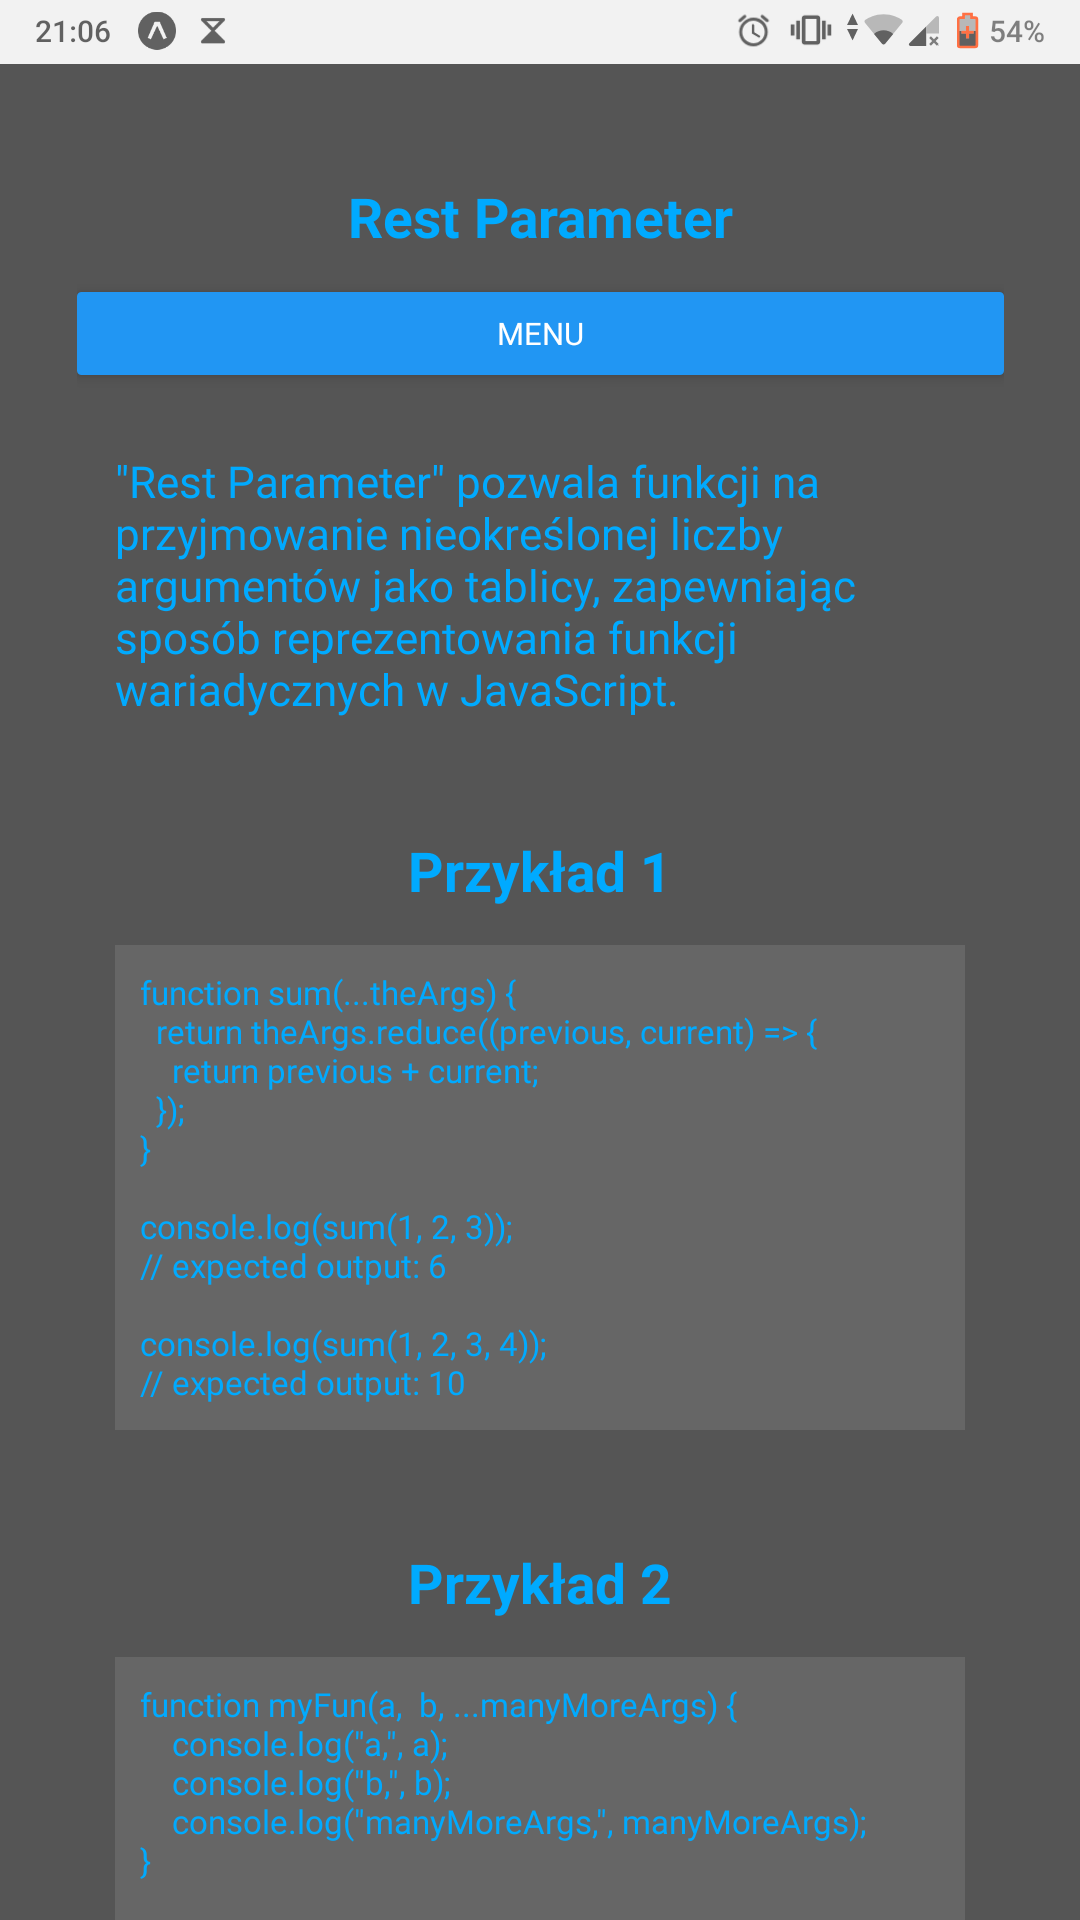 21:06 54%
Rest Parameter
MENU
"Rest Parameter" pozwala funkcji na
przyjmowanie nieokreślonej liczby
argumentów jako tablicy, zapewniając
sposób reprezentowania funkcji
wariadycznych w JavaScript.
Przykład 1
function sum(...theArgs) {
  return theArgs.reduce((previous, current) => {
    return previous + current;
  });
}
console.log(sum(1, 2, 3));
// expected output: 6
console.log(sum(1, 2, 3, 4));
// expected output: 10
Przykład 2
function myFun(a,  b, ...manyMoreArgs) {
    console.log("a,", a);
    console.log("b,", b);
    console.log("manyMoreArgs,", manyMoreArgs);
}